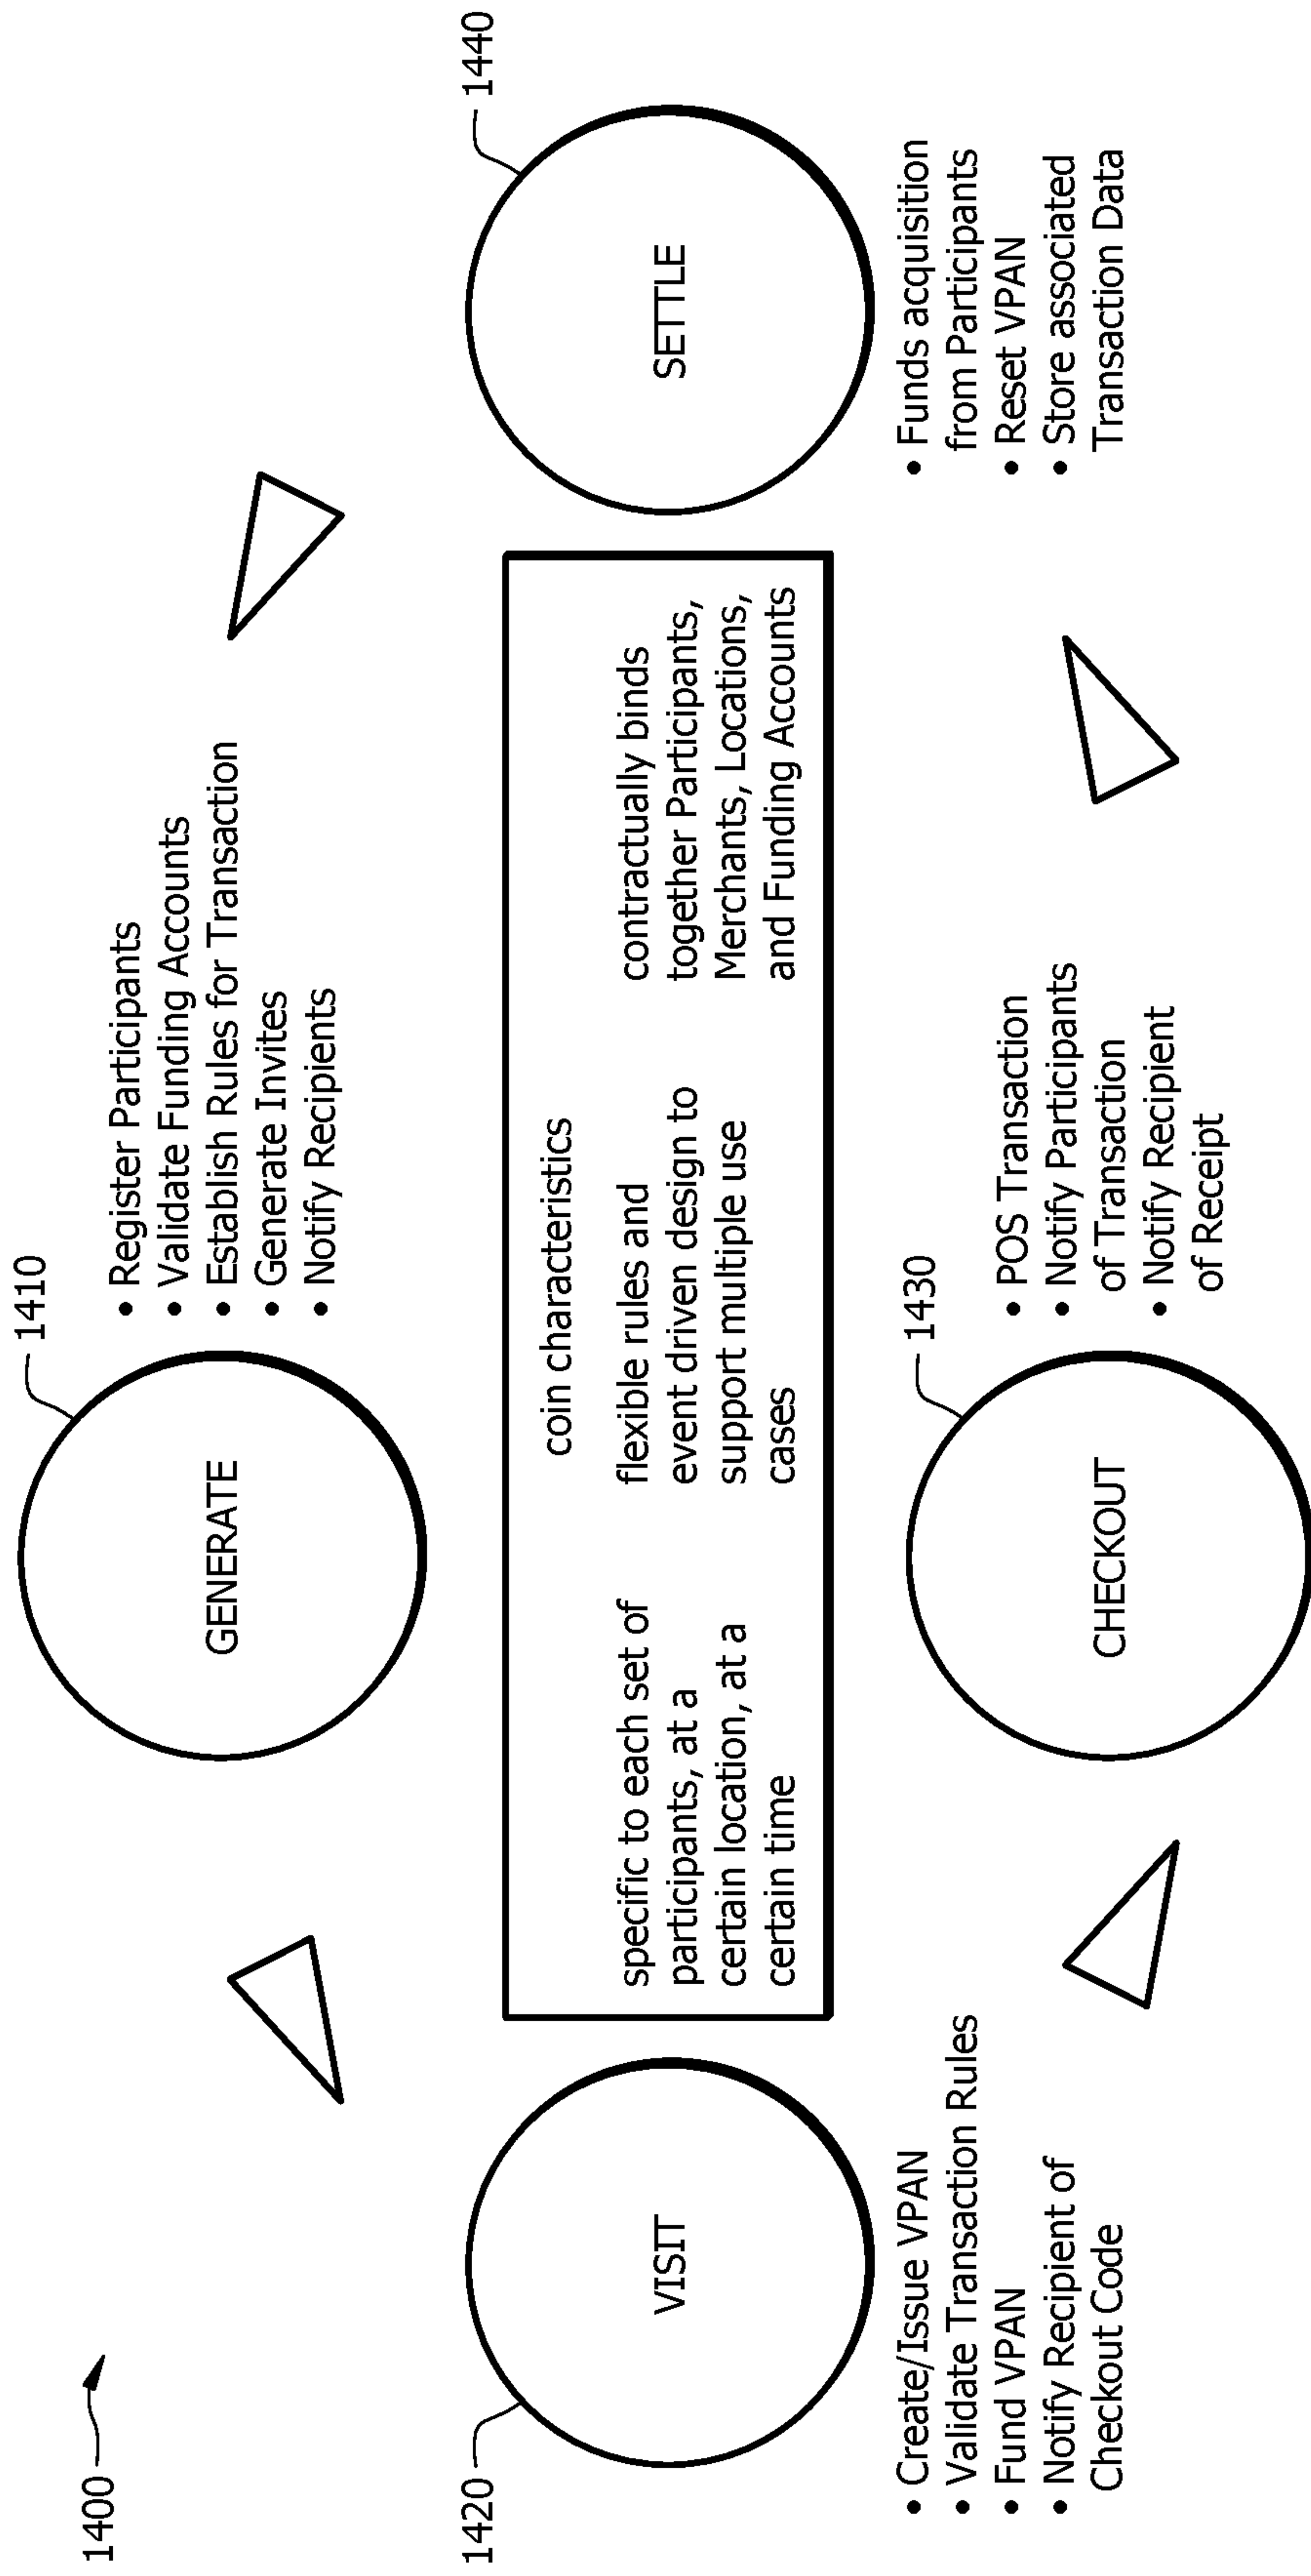 1400
1410
GENERATE
• Register Participants
• Validate Funding Accounts
• Establish Rules for Transaction
• Generate Invites
• Notify Recipients
1420
VISIT
• Create/Issue VPAN
• Validate Transaction Rules
• Fund VPAN
• Notify Recipient of
Checkout Code
coin characteristics
specific to each set of
participants, at a
certain location, at a
certain time
flexible rules and
event driven design to
support multiple use
cases
contractually binds
together Participants,
Merchants, Locations,
and Funding Accounts
1440
SETTLE
• Funds acquisition
from Participants
• Reset VPAN
• Store associated
Transaction Data
1430
CHECKOUT
• POS Transaction
• Notify Participants
of Transaction
• Notify Recipient
of Receipt